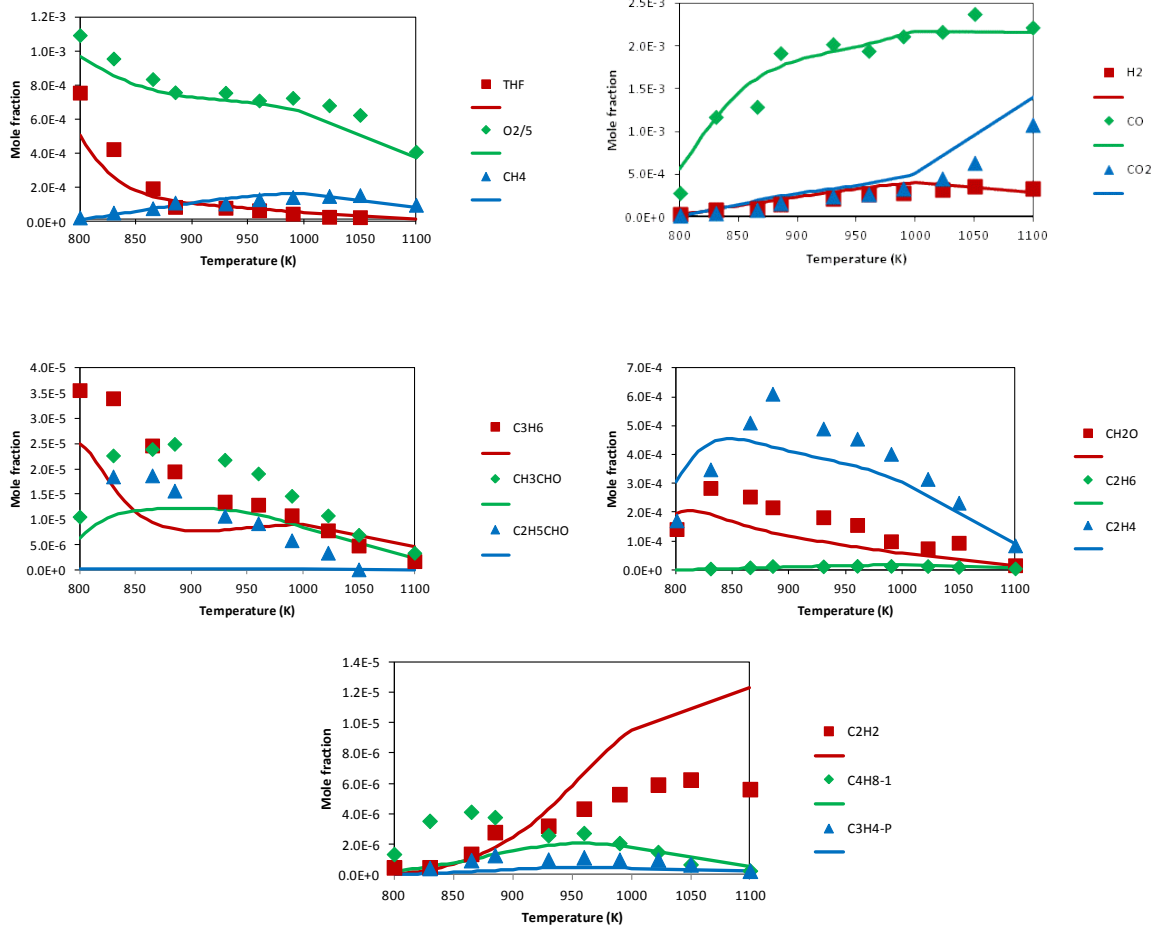 1.2E-3
1.0E-3
8.0E-4
6.0E-4
4.0E-4
2.0E-4
0.0E+0
Mole fraction
800 850 900 950 1000 1050 1100
Temperature (K)
THF
O2/5
CH4
2.5E-3
2.0E-3
1.5E-3
1.0E-3
5.0E-4
0.0E+0
Mole fraction
800 850 900 950 1000 1050 1100
Temperature (K)
H2
CO
CO2
4.0E-5
3.5E-5
3.0E-5
2.5E-5
2.0E-5
1.5E-5
1.0E-5
5.0E-6
0.0E+0
Mole fraction
800 850 900 950 1000 1050 1100
Temperature (K)
C3H6
CH3CHO
C2H5CHO
7.0E-4
6.0E-4
5.0E-4
4.0E-4
3.0E-4
2.0E-4
1.0E-4
0.0E+0
Mole fraction
800 850 900 950 1000 1050 1100
Temperature (K)
CH2O
C2H6
C2H4
1.4E-5
1.2E-5
1.0E-5
8.0E-6
6.0E-6
4.0E-6
2.0E-6
0.0E+0
Mole fraction
800 850 900 950 1000 1050 1100
Temperature (K)
C2H2
C4H8-1
C3H4-P